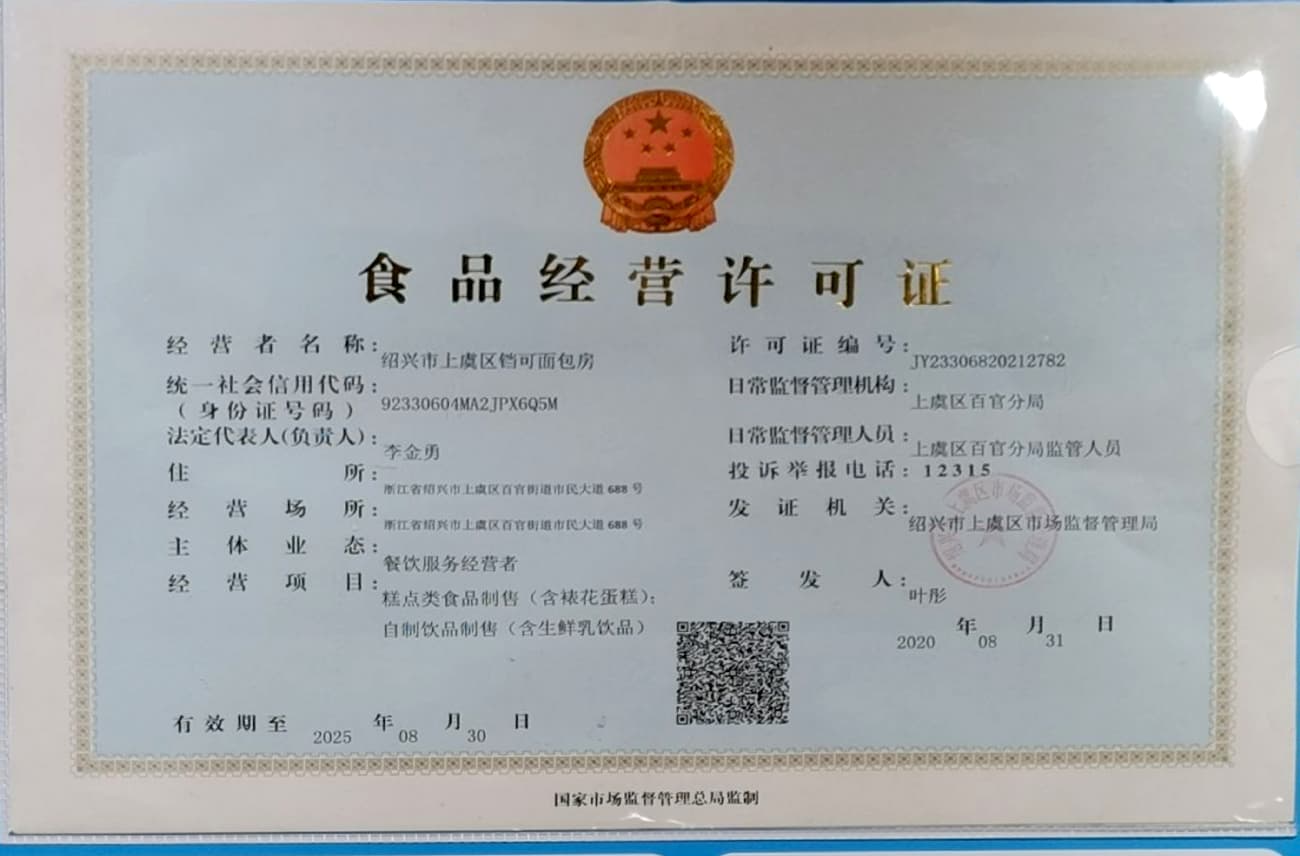 食品经营许可证
经营者名称：绍兴市上虞区铛可面包房
统一社会信用代码：
（身份证号码） 92330604MA2JPX6Q5M
法定代表人(负责人)：李金勇
住所：浙江省绍兴市上虞区百官街道市民大道 688 号
经营场所：浙江省绍兴市上虞区百官街道市民大道 688 号
主体业态：餐饮服务经营者
经营项目：糕点类食品制售（含裱花蛋糕）；
自制饮品制售（含生鲜乳饮品）
有效期至 2025 年 08 月 30 日
许可证编号：JY23306820212782
日常监督管理机构：上虞区百官分局
日常监督管理人员：上虞区百官分局监管人员
投诉举报电话：12315
发证机关：绍兴市上虞区市场监督管理局
签发人：叶彤
2020 年 08 月 31 日
国家市场监督管理总局监制